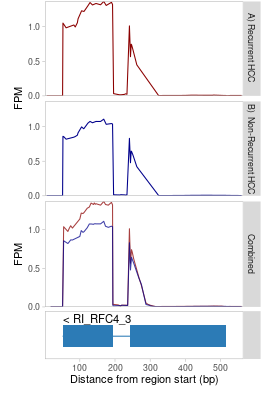 1.0
0.5
0.0
FPM
A) Recurrent HCC
1.0
0.5
0.0
FPM
B) Non-Recurrent HCC
1.0
0.5
0.0
FPM
Combined
< RI_RFC4_3
100 200 300 400 500
Distance from region start (bp)